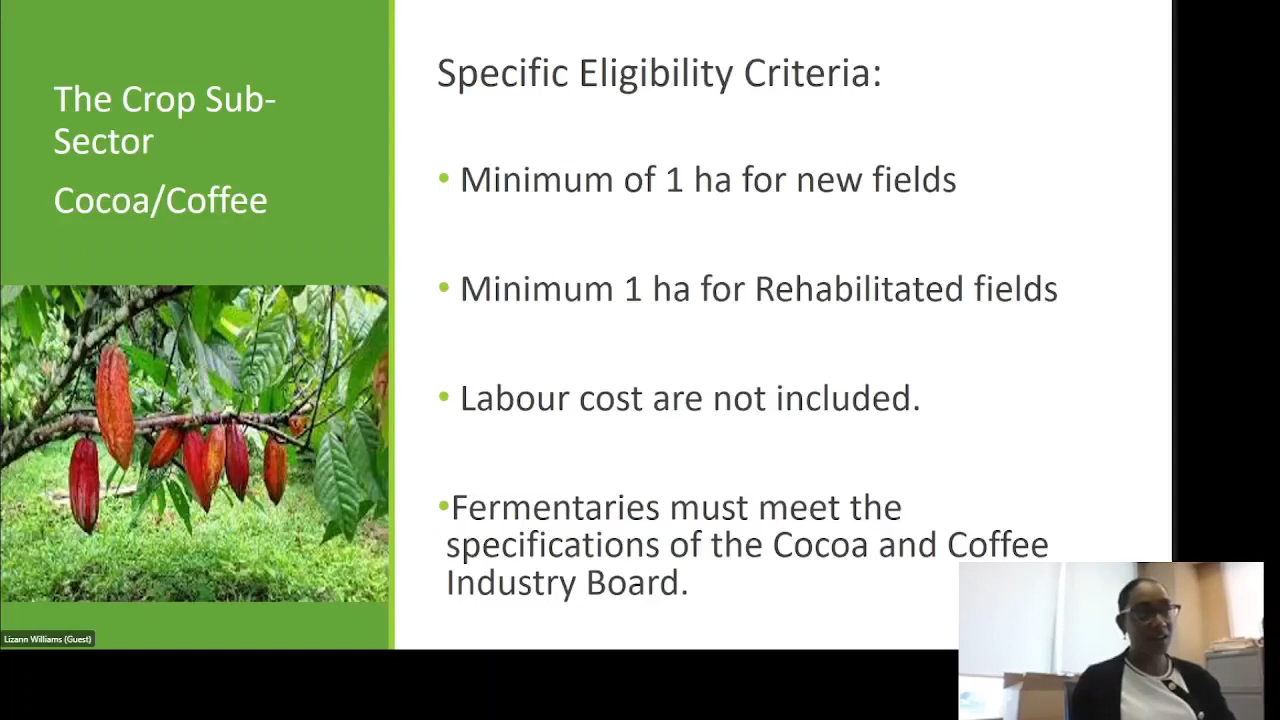 The Crop Sub-
Sector
Cocoa/Coffee
Specific Eligibility Criteria:
• Minimum of 1 ha for new fields
• Minimum 1 ha for Rehabilitated fields
• Labour cost are not included.
•Fermentaries must meet the
specifications of the Cocoa and Coffee
Industry Board.
Lizann Williams (Guest)